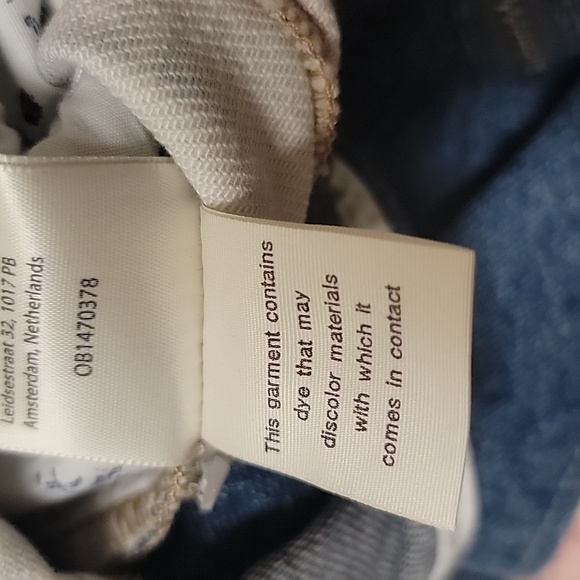 Leidsestraat 32, 1017 PB
Amsterdam, Netherlands
OB1470378
This garment contains
dye that may
discolor materials
with which it
comes in contact